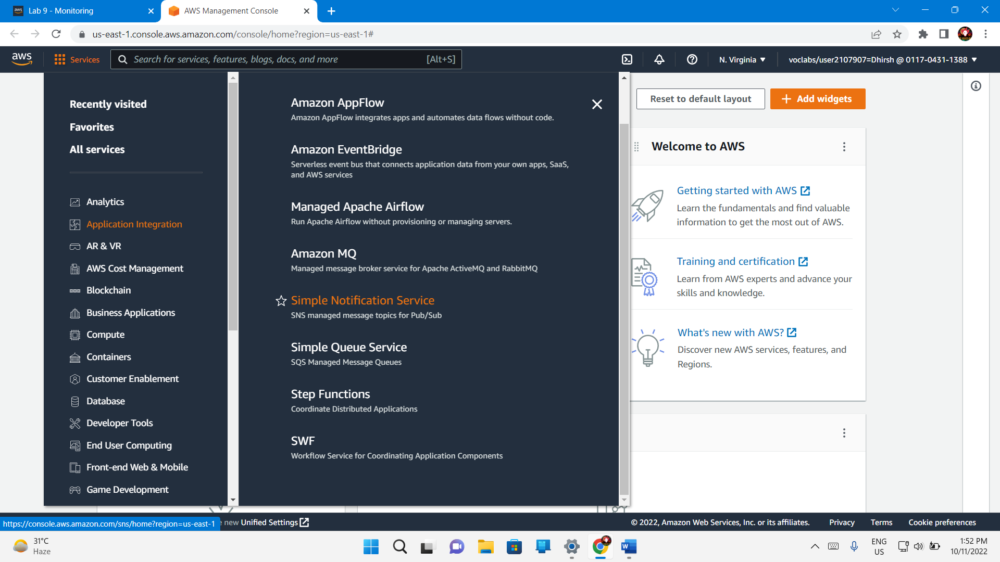 Lab 9 - Monitoring
AWS Management Console
us-east-1.console.aws.amazon.com/console/home?region=us-east-1#
aws
Services
Search for services, features, blogs, docs, and more
[Alt+S]
N. Virginia
voclabs/user2107907=Dhirsh @ 0117-0431-1388
Recently visited
Favorites
All services
Analytics
Application Integration
AR & VR
AWS Cost Management
Blockchain
Business Applications
Compute
Containers
Customer Enablement
Database
Developer Tools
End User Computing
Front-end Web & Mobile
Game Development
Amazon AppFlow
Amazon AppFlow integrates apps and automates data flows without code.
Amazon EventBridge
Serverless event bus that connects application data from your own apps, SaaS,
and AWS services
Managed Apache Airflow
Run Apache Airflow without provisioning or managing servers.
Amazon MQ
Managed message broker service for Apache ActiveMQ and RabbitMQ
Simple Notification Service
SNS managed message topics for Pub/Sub
Simple Queue Service
SQS Managed Message Queues
Step Functions
Coordinate Distributed Applications
SWF
Workflow Service for Coordinating Application Components
Reset to default layout
Add widgets
Welcome to AWS
Getting started with AWS
Learn the fundamentals and find valuable
information to get the most out of AWS.
Training and certification
Learn from AWS experts and advance your
skills and knowledge.
What's new with AWS?
Discover new AWS services, features, and
Regions.
https://console.aws.amazon.com/sns/home?region=us-east-1
new Unified Settings
© 2022, Amazon Web Services, Inc. or its affiliates.
Privacy
Terms
Cookie preferences
31°C
Haze
ENG
US
1:52 PM
10/11/2022